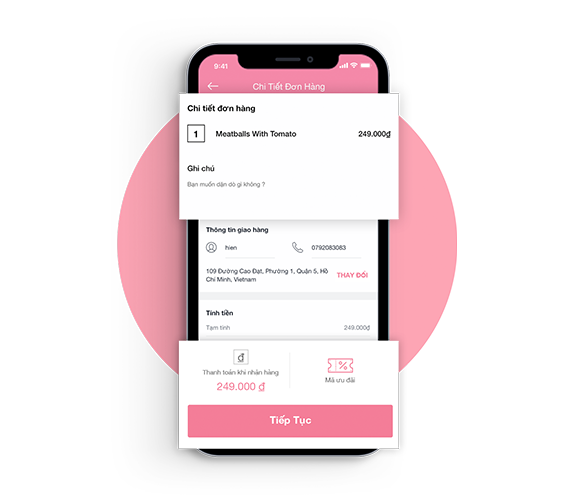 9:41
Chi Tiết Đơn Hàng
Chi tiết đơn hàng
1 Meatballs With Tomato 249.000₫
Ghi chú
Bạn muốn dặn dò gì không ?
Thông tin giao hàng
hien 0792083083
109 Đường Cao Đạt, Phường 1, Quận 5, Hồ
Chí Minh, Vietnam
THAY ĐỔI
Tính tiền
Tạm tính 249.000₫
₫
Thanh toán khi nhận hàng
249.000 ₫
%
Mã ưu đãi
Tiếp Tục